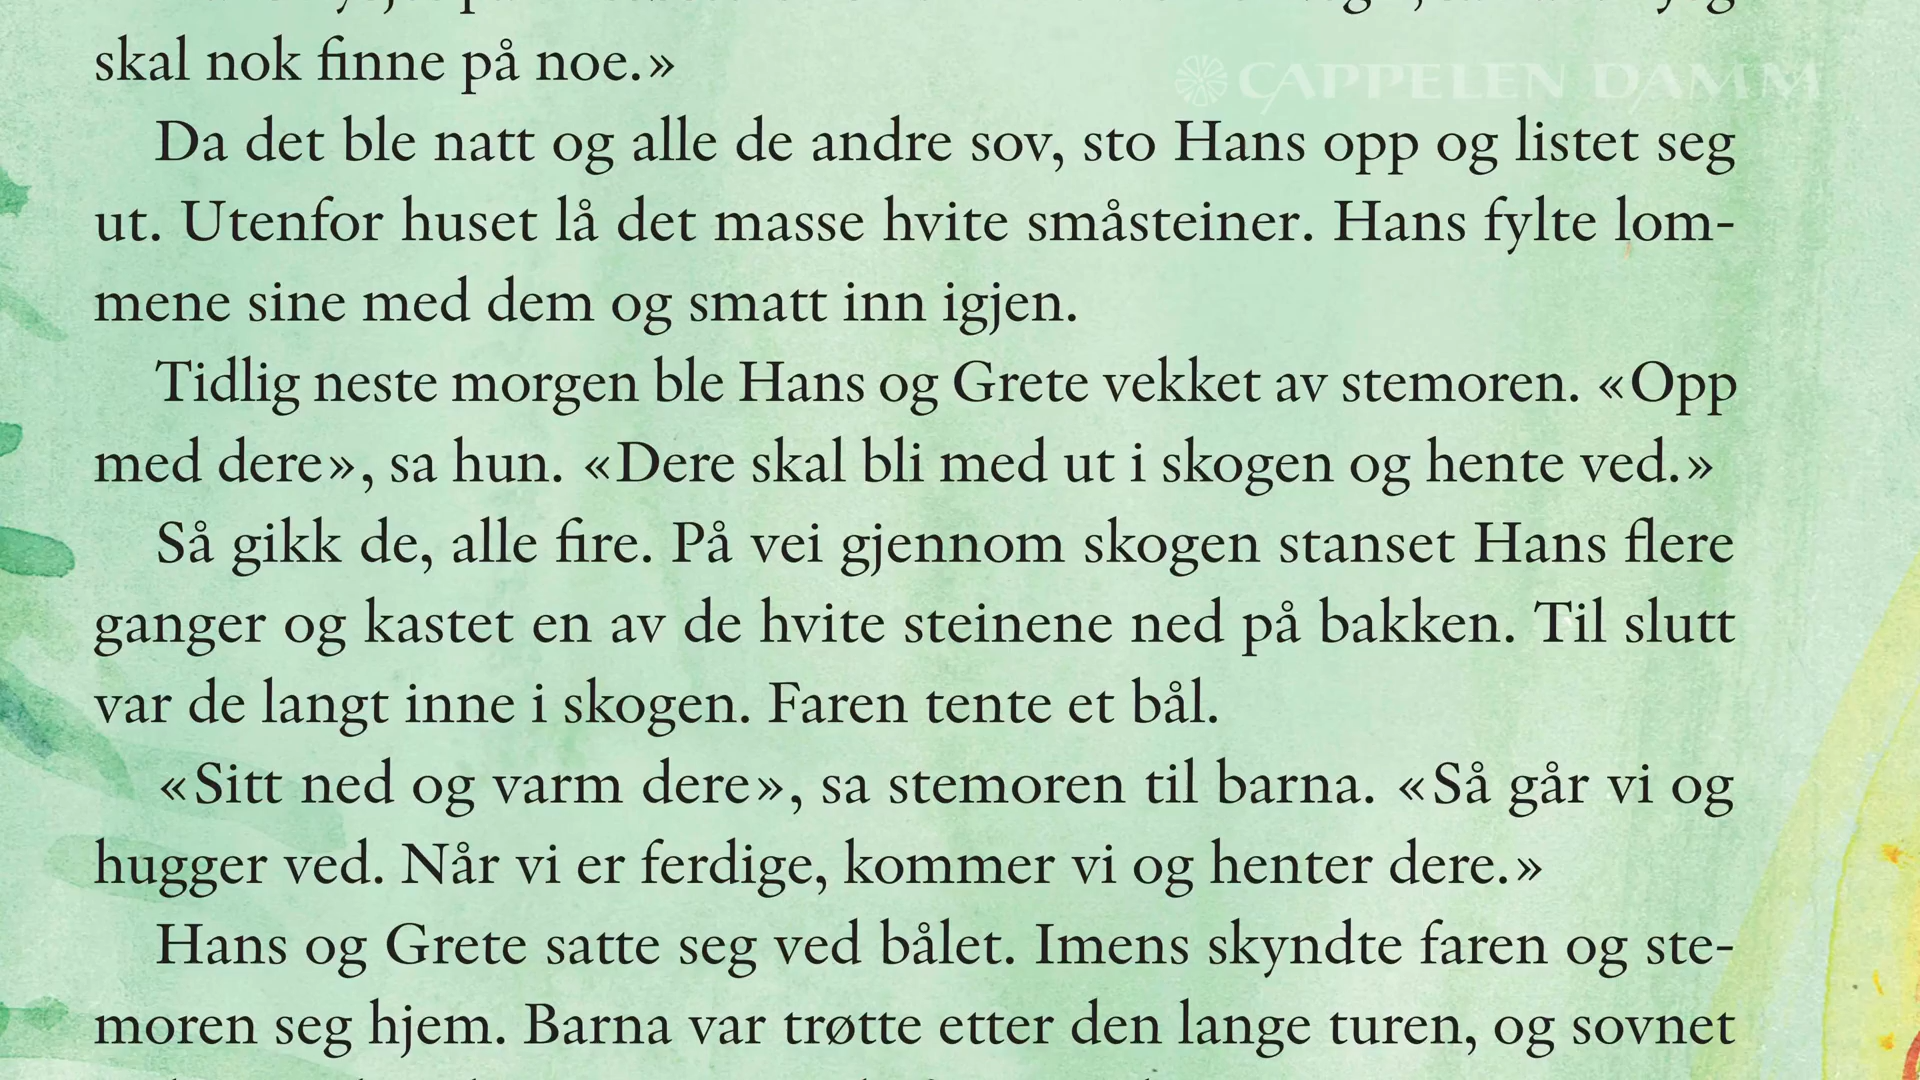 skal nok finne på noe.»
CAPPELEN DAMM
Da det ble natt og alle de andre sov, sto Hans opp og listet seg
ut. Utenfor huset lå det masse hvite småsteiner. Hans fylte lom-
mene sine med dem og smatt inn igjen.
Tidlig neste morgen ble Hans og Grete vekket av stemoren. «Opp
med dere», sa hun. «Dere skal bli med ut i skogen og hente ved.»
Så gikk de, alle fire. På vei gjennom skogen stanset Hans flere
ganger og kastet en av de hvite steinene ned på bakken. Til slutt
var de langt inne i skogen. Faren tente et bål.
«Sitt ned og varm dere», sa stemoren til barna. «Så går vi og
hugger ved. Når vi er ferdige, kommer vi og henter dere.»
Hans og Grete satte seg ved bålet. Imens skyndte faren og ste-
moren seg hjem. Barna var trøtte etter den lange turen, og sovnet